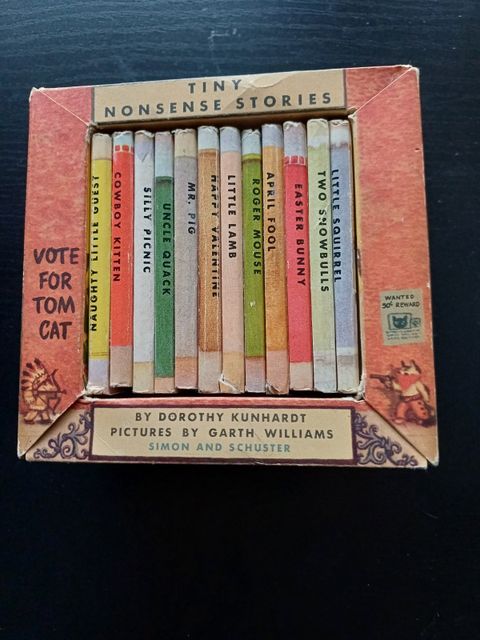 TINY
NONSENSE STORIES
NAUGHTY LITTLE GUEST
COWBOY KITTEN
SILLY PICNIC
UNCLE QUACK
MR. PIG
HAPPY VALENTINE
LITTLE LAMB
ROGER MOUSE
APRIL FOOL
EASTER BUNNY
TWO SNOWBULLS
LITTLE SQUIRREL
VOTE
FOR
TOM
CAT
WANTED
50¢ REWARD
BY DOROTHY KUNHARDT
PICTURES BY GARTH WILLIAMS
SIMON AND SCHUSTER